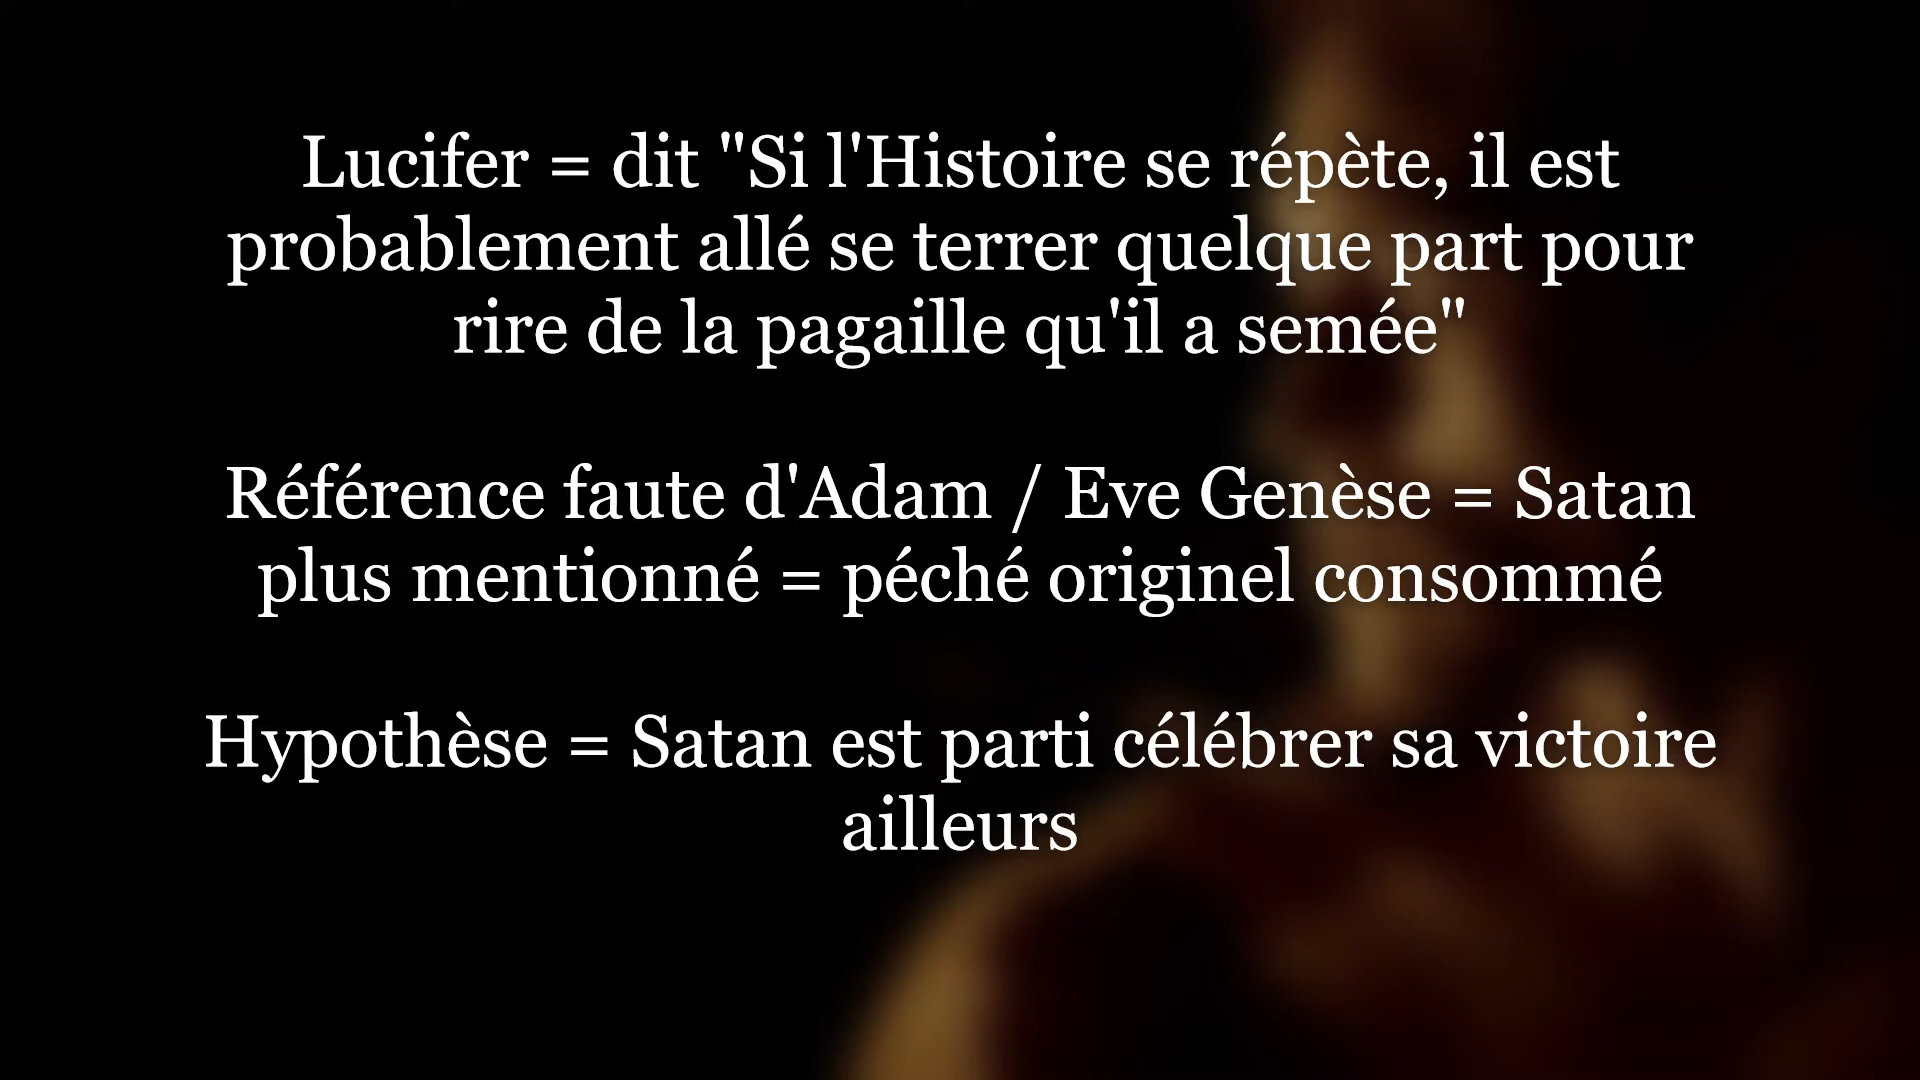 Lucifer = dit "Si l'Histoire se répète, il est
probablement allé se terrer quelque part pour
rire de la pagaille qu'il a semée"
Référence faute d'Adam / Eve Genèse = Satan
plus mentionné = péché originel consommé
Hypothèse = Satan est parti célébrer sa victoire
ailleurs